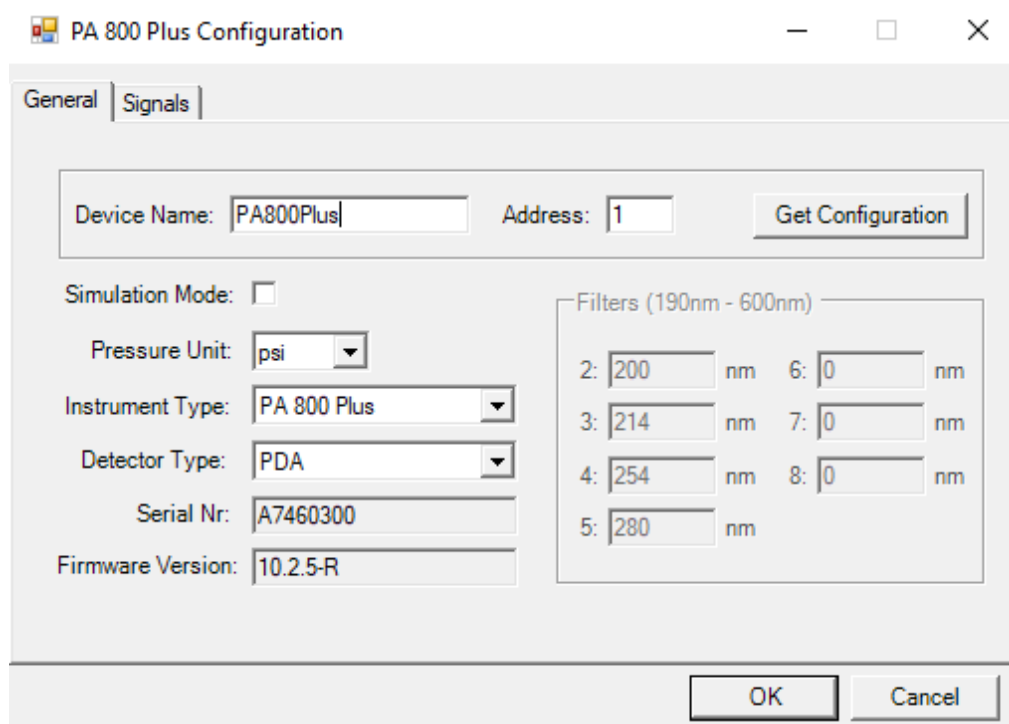 PA 800 Plus Configuration
General Signals
Device Name: PA800Plus Address: 1 Get Configuration
Simulation Mode:
Pressure Unit: psi
Instrument Type: PA 800 Plus
Detector Type: PDA
Serial Nr: A7460300
Firmware Version: 10.2.5-R
Filters (190nm - 600nm)
2: 200 nm 6: 0 nm
3: 214 nm 7: 0 nm
4: 254 nm 8: 0 nm
5: 280 nm
OK Cancel